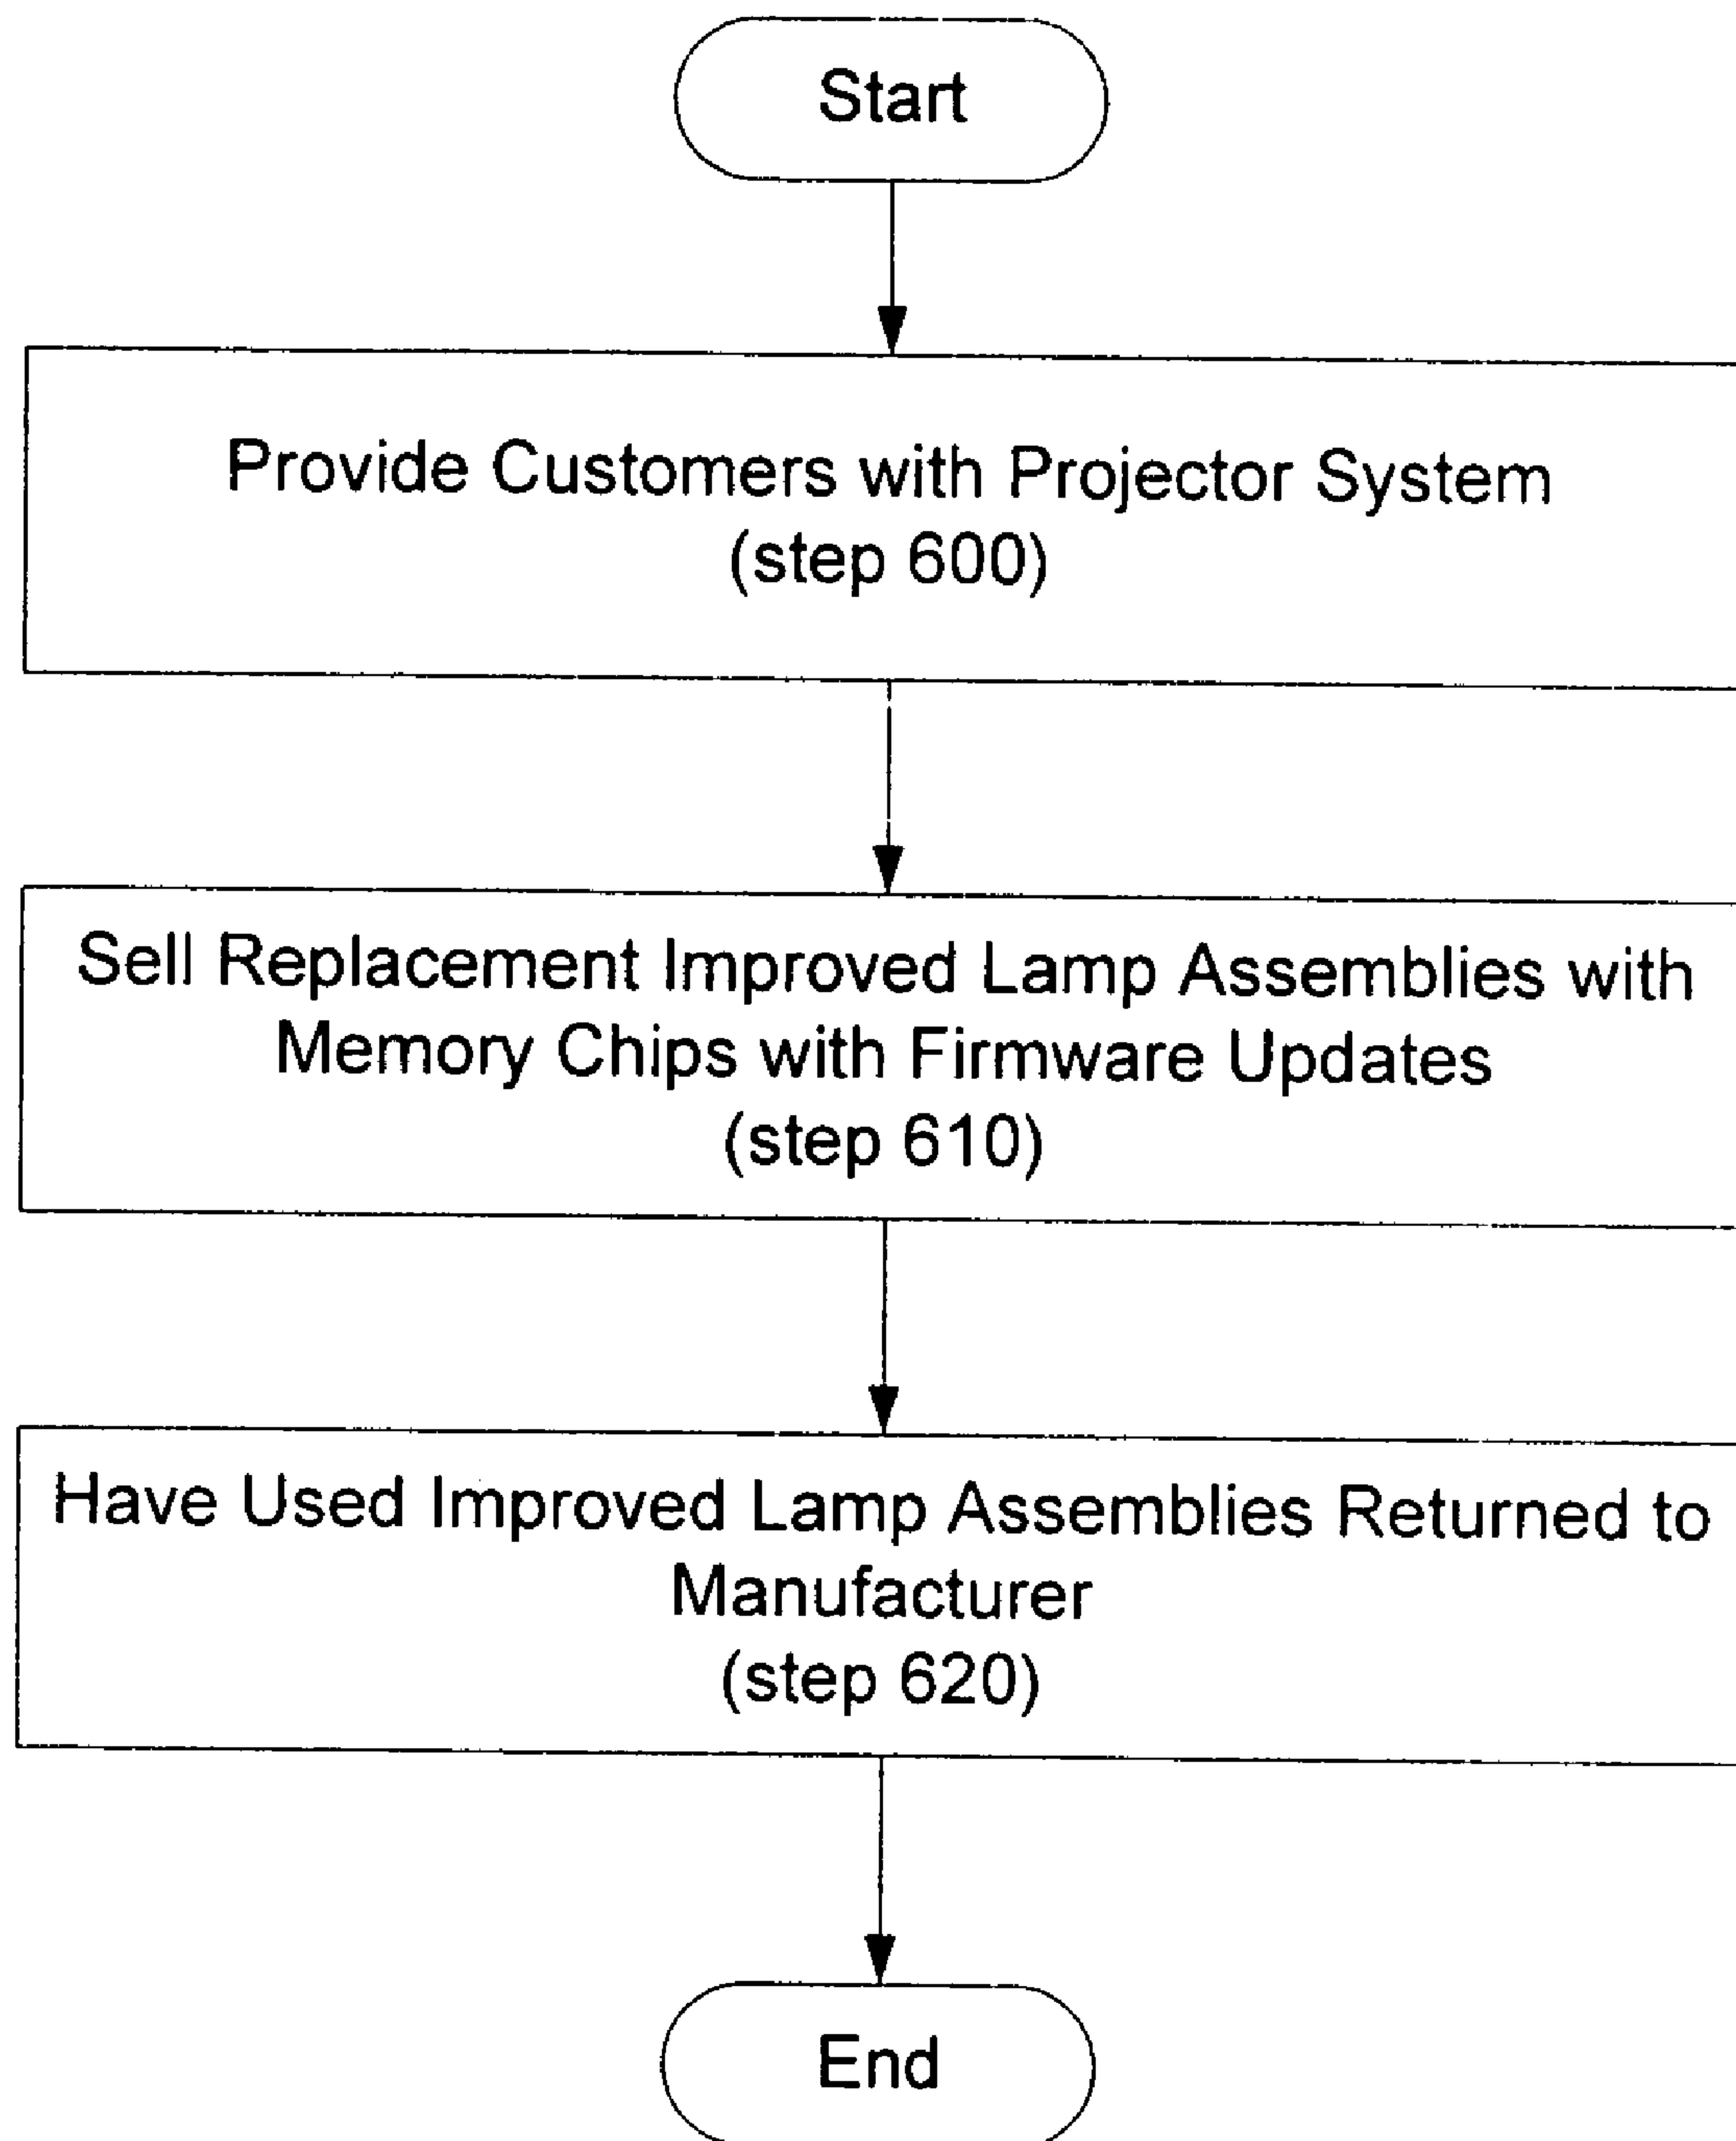 Start
Provide Customers with Projector System
(step 600)
Sell Replacement Improved Lamp Assemblies with
Memory Chips with Firmware Updates
(step 610)
Have Used Improved Lamp Assemblies Returned to
Manufacturer
(step 620)
End